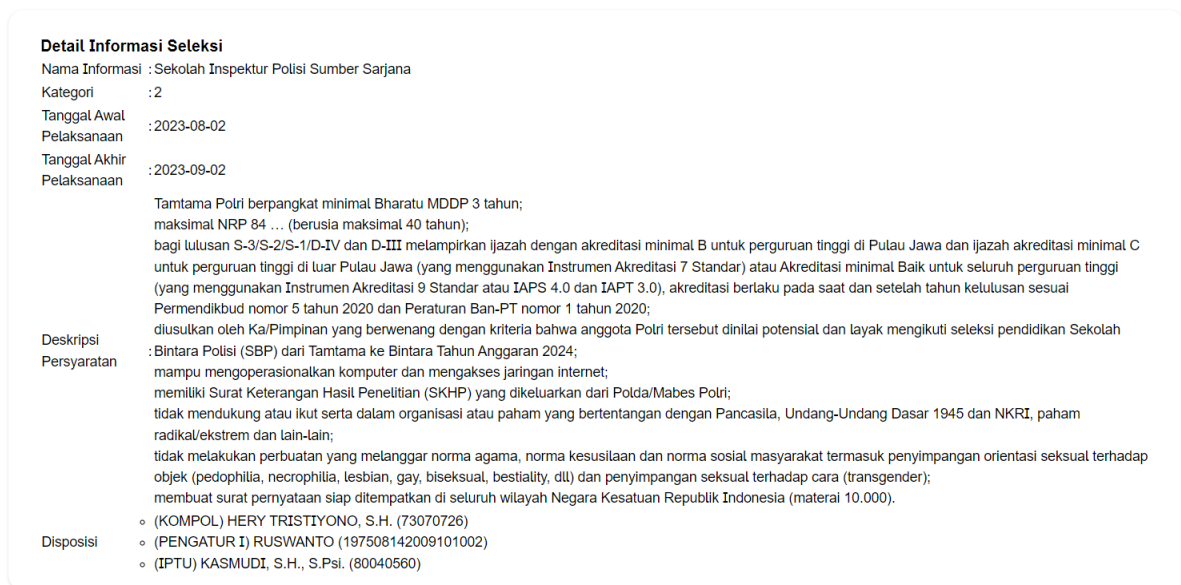 Detail Informasi Seleksi
Nama Informasi : Sekolah Inspektur Polisi Sumber Sarjana
Kategori : 2
Tanggal Awal
Pelaksanaan : 2023-08-02
Tanggal Akhir
Pelaksanaan : 2023-09-02
Deskripsi
Persyaratan :
Tamtama Polri berpangkat minimal Bharatu MDDP 3 tahun;
maksimal NRP 84 … (berusia maksimal 40 tahun);
bagi lulusan S-3/S-2/S-1/D-IV dan D-III melampirkan ijazah dengan akreditasi minimal B untuk perguruan tinggi di Pulau Jawa dan ijazah akreditasi minimal C
untuk perguruan tinggi di luar Pulau Jawa (yang menggunakan Instrumen Akreditasi 7 Standar) atau Akreditasi minimal Baik untuk seluruh perguruan tinggi
(yang menggunakan Instrumen Akreditasi 9 Standar atau IAPS 4.0 dan IAPT 3.0), akreditasi berlaku pada saat dan setelah tahun kelulusan sesuai
Permendikbud nomor 5 tahun 2020 dan Peraturan Ban-PT nomor 1 tahun 2020;
diusulkan oleh Ka/Pimpinan yang berwenang dengan kriteria bahwa anggota Polri tersebut dinilai potensial dan layak mengikuti seleksi pendidikan Sekolah
Bintara Polisi (SBP) dari Tamtama ke Bintara Tahun Anggaran 2024;
mampu mengoperasionalkan komputer dan mengakses jaringan internet;
memiliki Surat Keterangan Hasil Penelitian (SKHP) yang dikeluarkan dari Polda/Mabes Polri;
tidak mendukung atau ikut serta dalam organisasi atau paham yang bertentangan dengan Pancasila, Undang-Undang Dasar 1945 dan NKRI, paham
radikal/ekstrem dan lain-lain;
tidak melakukan perbuatan yang melanggar norma agama, norma kesusilaan dan norma sosial masyarakat termasuk penyimpangan orientasi seksual terhadap
objek (pedophilia, necrophilia, lesbian, gay, biseksual, bestiality, dll) dan penyimpangan seksual terhadap cara (transgender);
membuat surat pernyataan siap ditempatkan di seluruh wilayah Negara Kesatuan Republik Indonesia (materai 10.000).
Disposisi
(KOMPOL) HERY TRISTIYONO, S.H. (73070726)
(PENGATUR I) RUSWANTO (197508142009101002)
(IPTU) KASMUDI, S.H., S.Psi. (80040560)